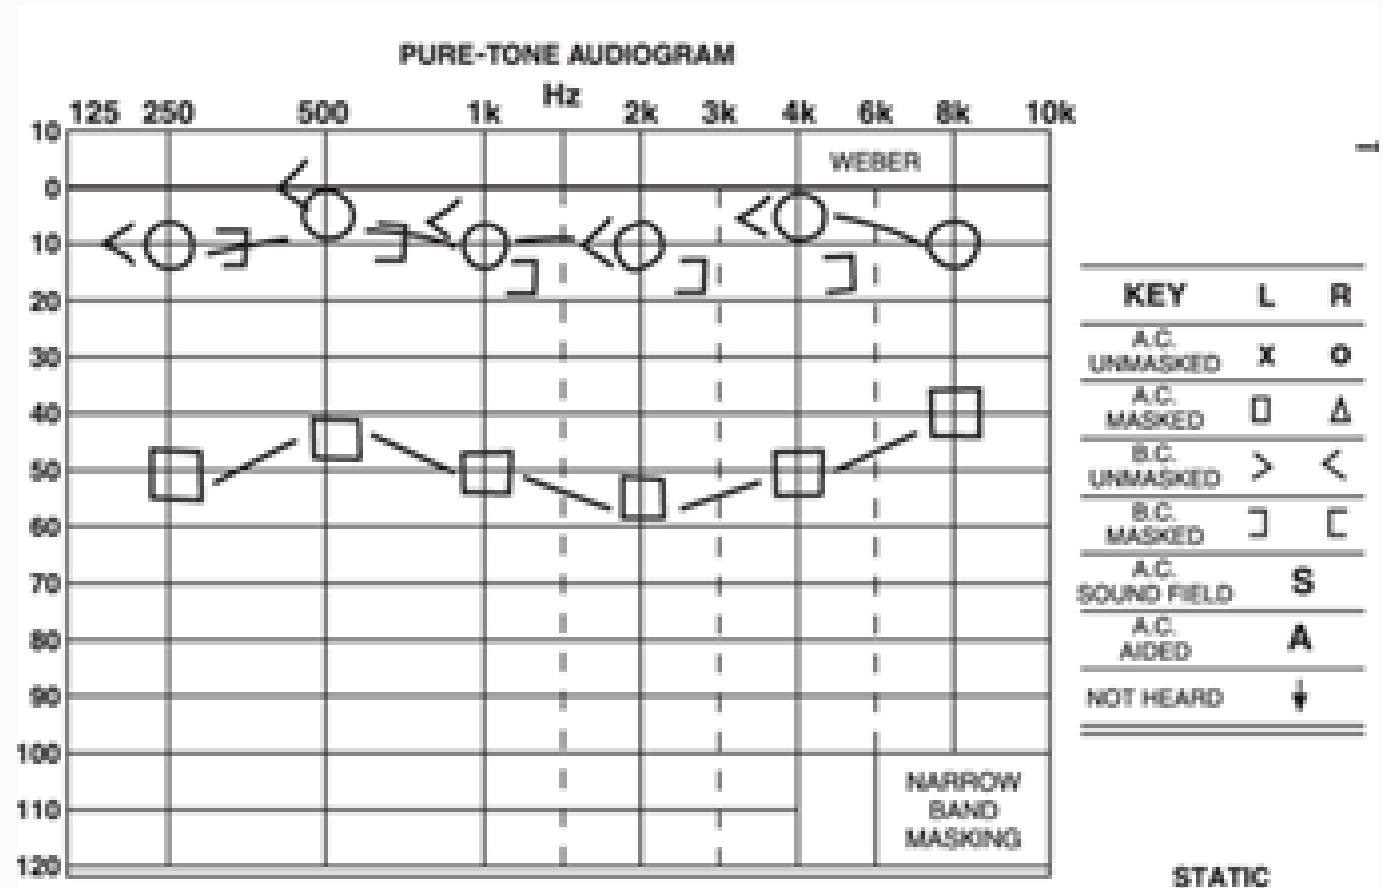 PURE-TONE AUDIOGRAM
Hz
125 250 500 1k 2k 3k 4k 6k 8k 10k
10
WEBER
0
10
20
30
40
50
60
70
80
90
100
110
120
NARROW
BAND
MASKING
KEY L R
A.C.
UNMASKED X O
A.C.
MASKED □ Δ
B.C.
UNMASKED > <
B.C.
MASKED ] [
A.C.
SOUND FIELD S
A.C.
AIDED A
NOT HEARD
STATIC